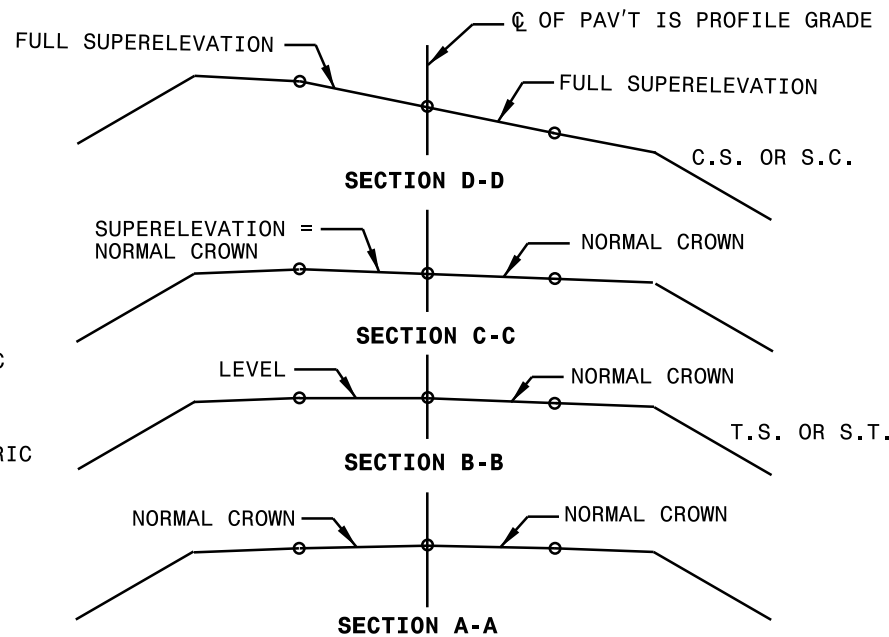 ℄ OF PAV'T IS PROFILE GRADE
FULL SUPERELEVATION
FULL SUPERELEVATION
C.S. OR S.C.
SECTION D-D
SUPERELEVATION =
NORMAL CROWN
NORMAL CROWN
SECTION C-C
C
LEVEL
NORMAL CROWN
T.S. OR S.T.
RIC
SECTION B-B
NORMAL CROWN
NORMAL CROWN
SECTION A-A